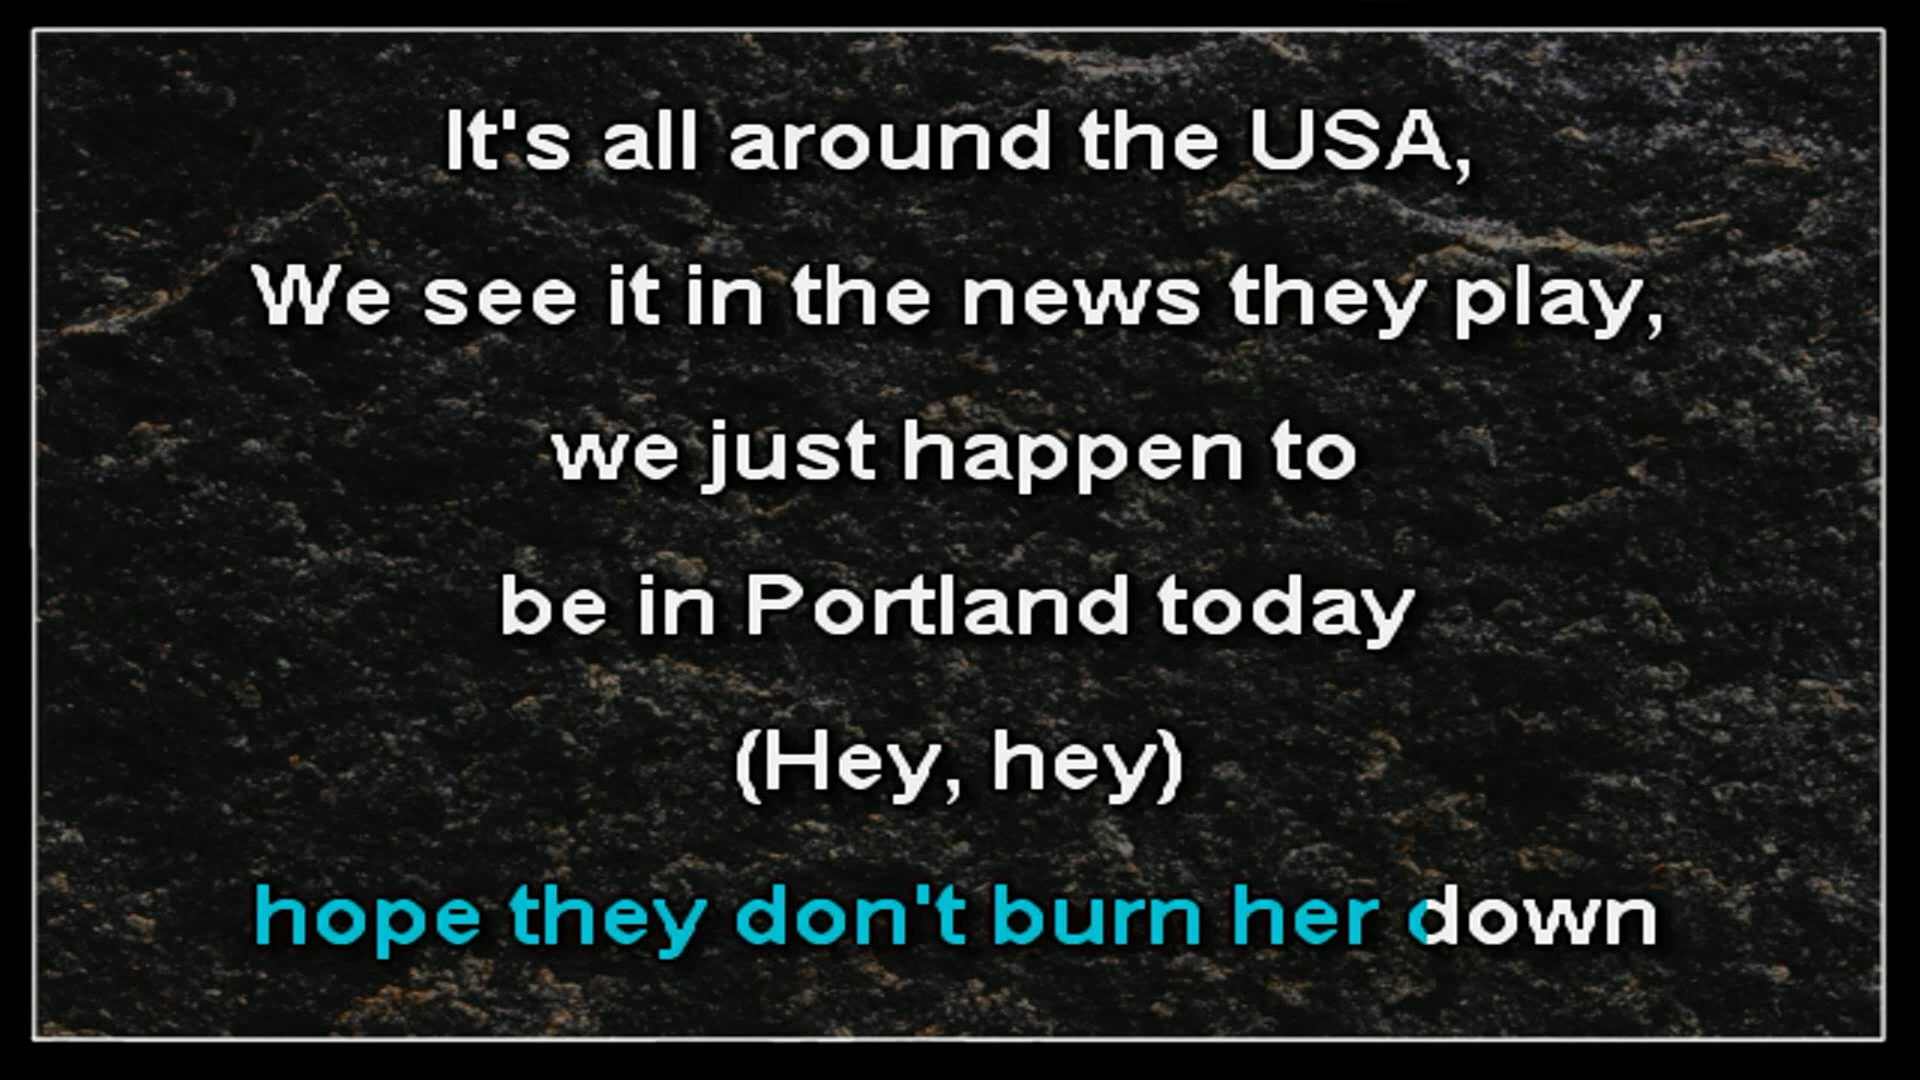 It's all around the USA,
We see it in the news they play,
we just happen to
be in Portland today
(Hey, hey)
hope they don't burn her down